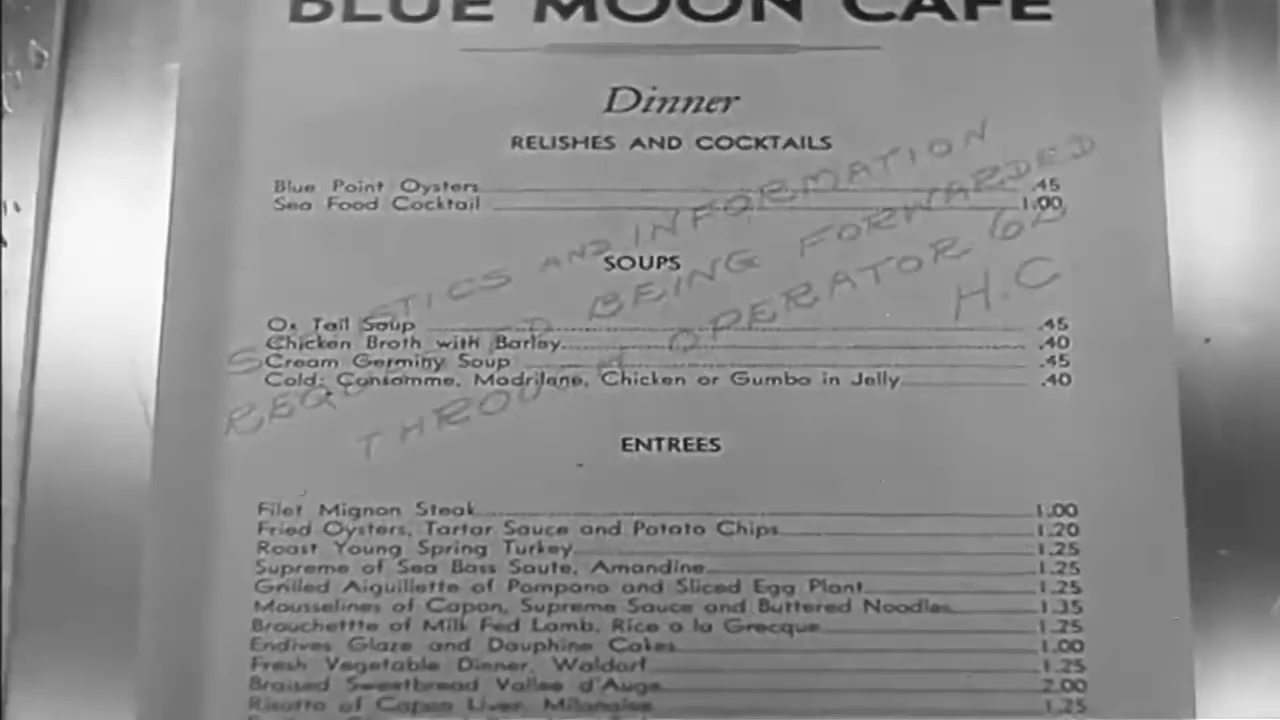 BLUE MOON CAFE
Dinner
RELISHES AND COCKTAILS
Blue Point Oysters .45
Sea Food Cocktail 1.00
SOUPS
Ox Tail Soup .45
Chicken Broth with Barley .40
Cream Germiny Soup .45
Cold: Consomme, Madrilene, Chicken or Gumbo in Jelly .40
STICS AND INFORMATION
BEING FORWARDED
THROUGH OPERATOR
H.C
ENTREES
Filet Mignon Steak 1.00
Fried Oysters, Tartar Sauce and Potato Chips 1.20
Roast Young Spring Turkey 1.25
Supreme of Sea Bass Saute, Amandine 1.25
Grilled Aiguillette of Pompano and Sliced Egg Plant 1.25
Mousselines of Capon, Supreme Sauce and Buttered Noodles 1.35
Brouchettte of Milk Fed Lamb, Rice a la Grecque 1.25
Endives Glaze and Dauphine Cakes 1.00
Fresh Vegetable Dinner, Waldorf 1.25
Braised Sweetbread Vallee d'Auge 2.00
Risotto of Capon Liver, Milanaise 1.25